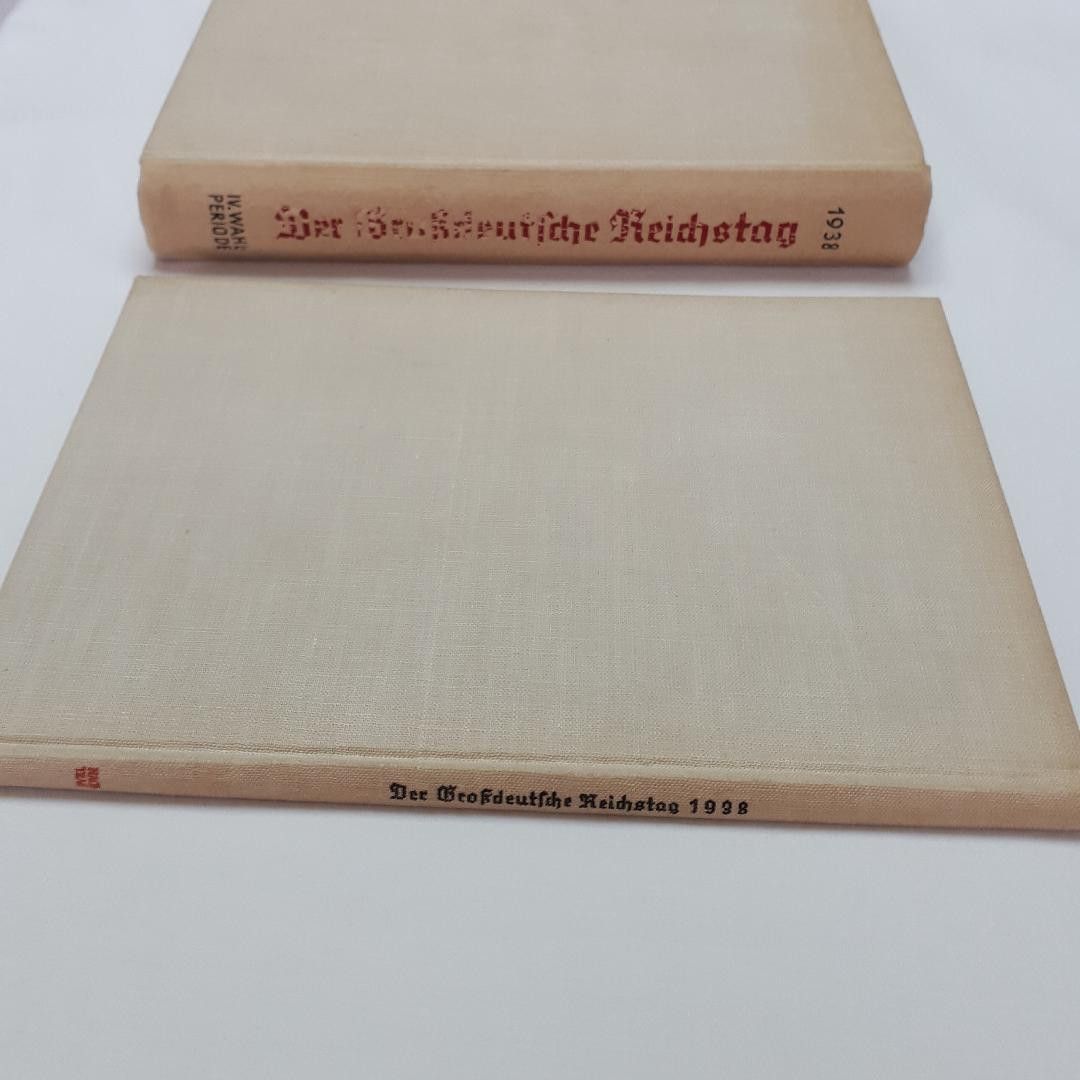 IV. WAHL
PERIODE
Der Großdeutsche Reichstag
1938
Der Großdeutsche Reichstag 1938